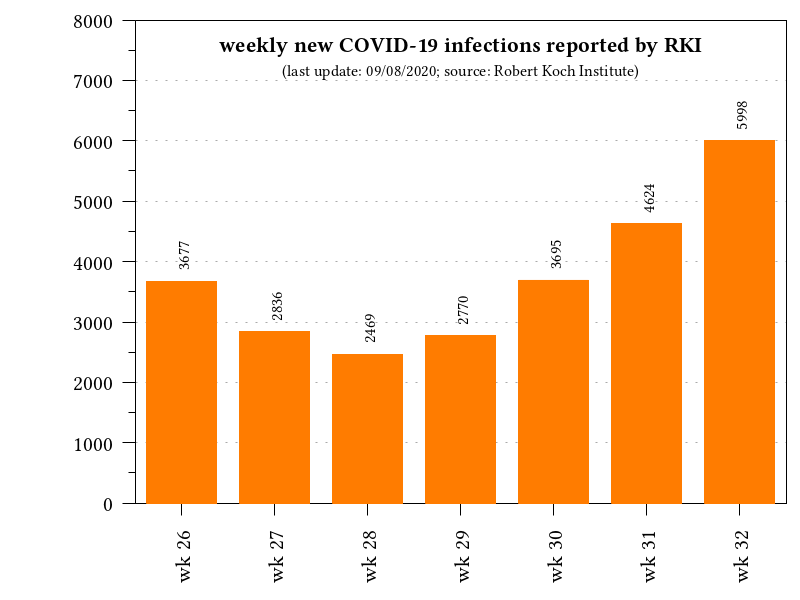 weekly new COVID-19 infections reported by RKI
(last update: 09/08/2020; source: Robert Koch Institute)
8000
7000
6000
5000
4000
3000
2000
1000
0
3677
2836
2469
2770
3695
4624
5998
wk 26
wk 27
wk 28
wk 29
wk 30
wk 31
wk 32